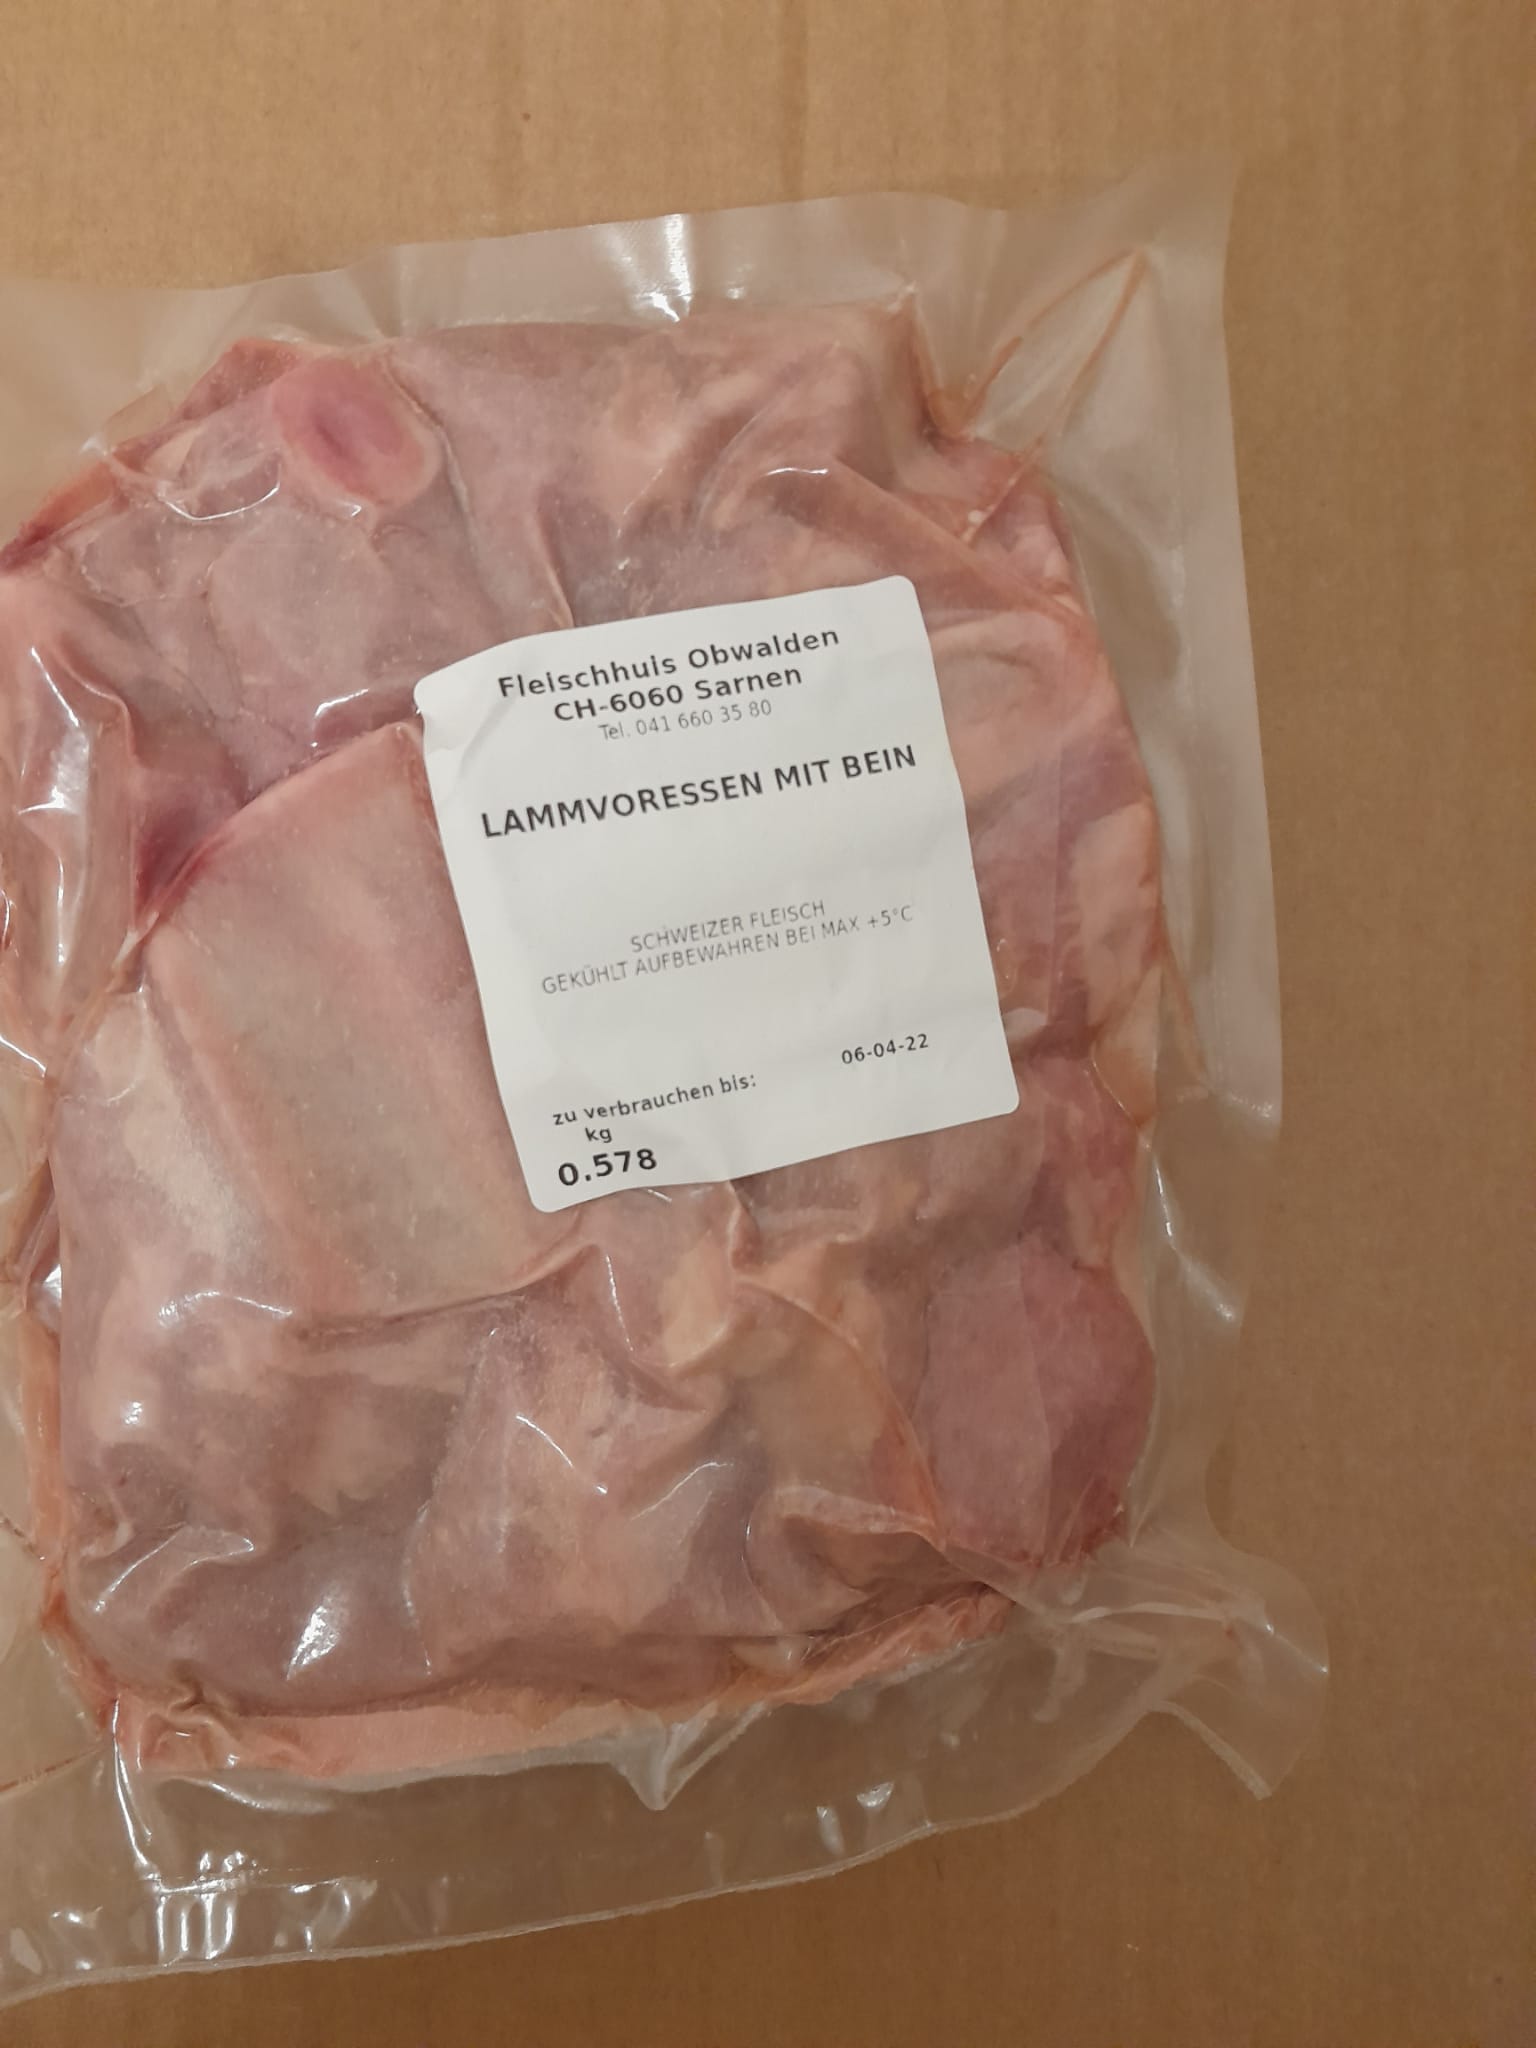 Fleischhuis Obwalden
CH-6060 Sarnen
Tel. 041 660 35 80
LAMMVORESSEN MIT BEIN
SCHWEIZER FLEISCH
GEKÜHLT AUFBEWAHREN BEI MAX +5°C
zu verbrauchen bis: 06-04-22
kg
0.578